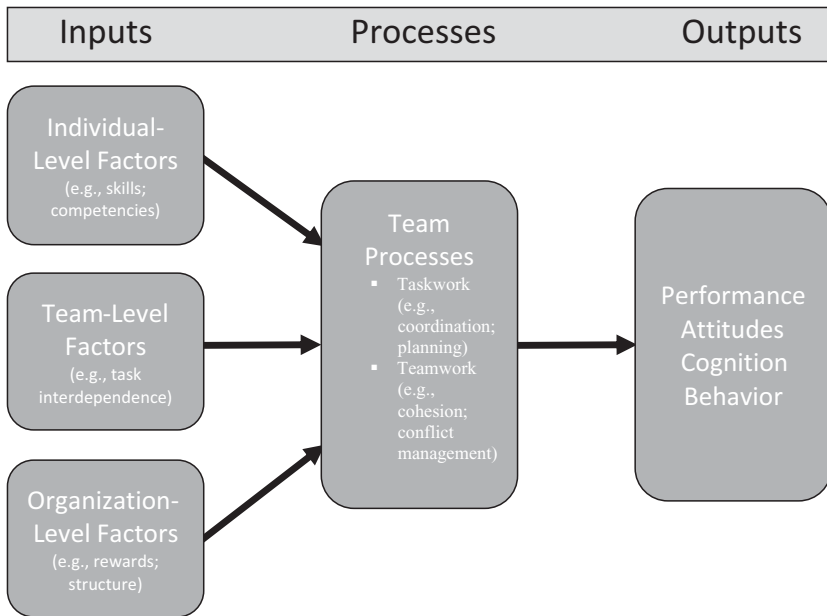 Inputs Processes Outputs
Individual-
Level Factors
(e.g., skills;
competencies)
Team-Level
Factors
(e.g., task
interdependence)
Organization-
Level Factors
(e.g., rewards;
structure)
Team
Processes
▪ Taskwork
(e.g.,
coordination;
planning)
▪ Teamwork
(e.g.,
cohesion;
conflict
management)
Performance
Attitudes
Cognition
Behavior